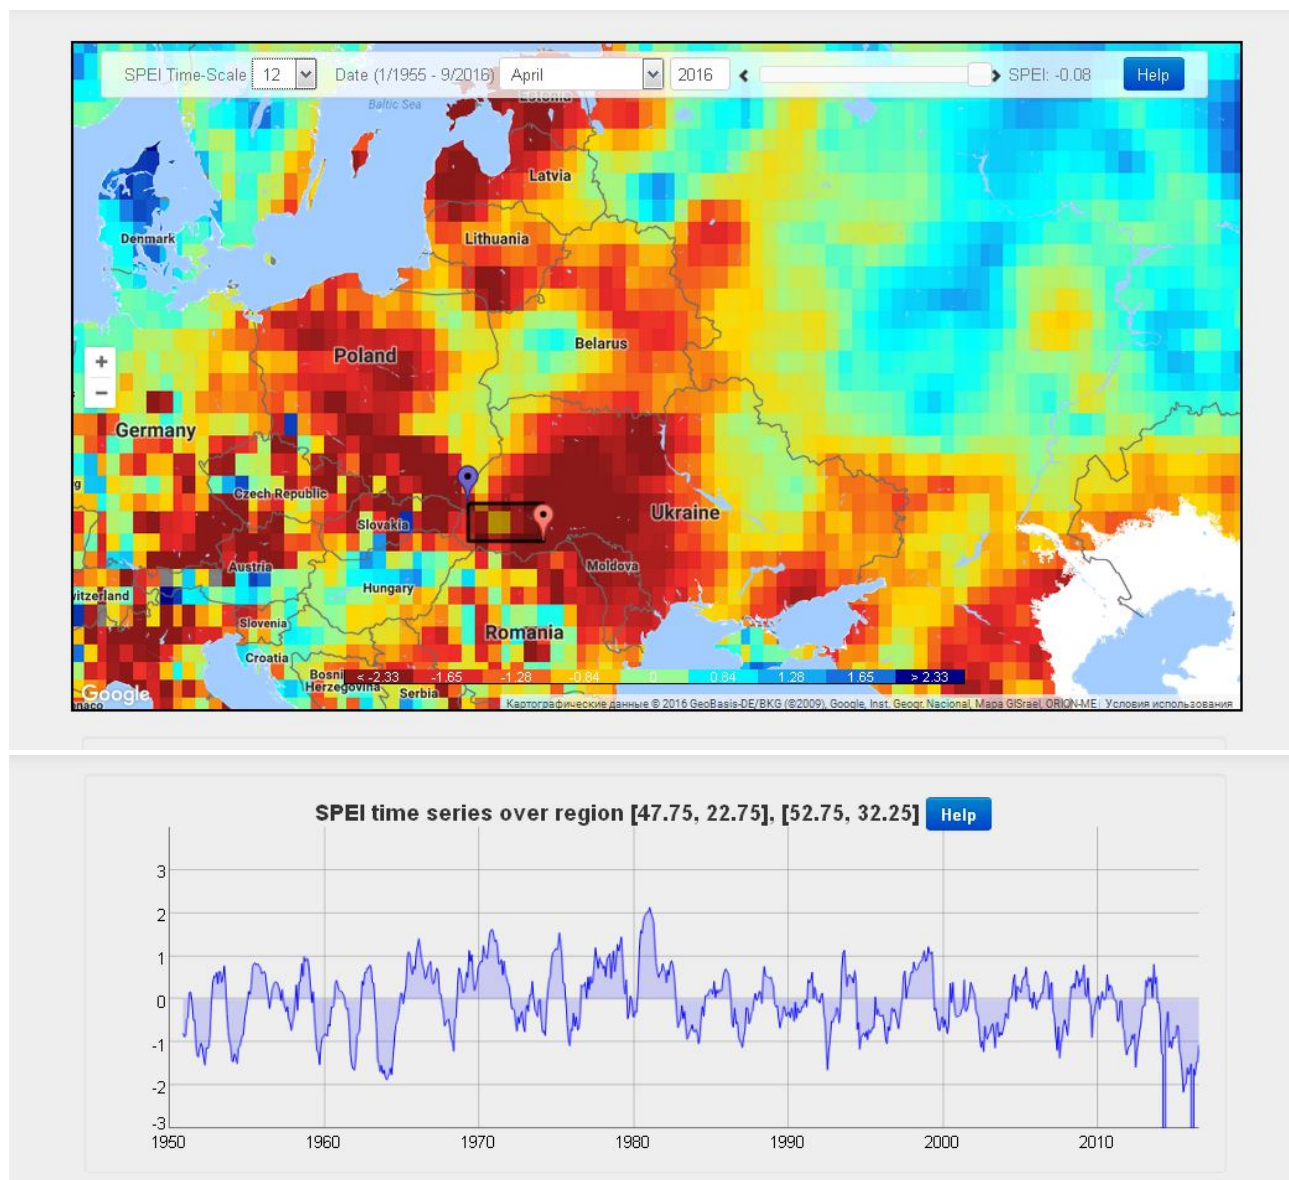 SPEI Time-Scale 12 Date (1/1955 - 9/2016) April 2016 SPEI: -0.08 Help
Baltic Sea
Estonia
Latvia
Denmark
Lithuania
Belarus
Poland
+
−
Germany
Czech Republic
Ukraine
Slovakia
Austria
Moldova
Hungary
Slovenia
Romania
Croatia
Herzegovina
Serbia
< -2.33 -1.65 -1.28 -0.84 0 0.84 1.28 1.65 > 2.33
Google
Картографические данные © 2016 GeoBasis-DE/BKG (©2009), Google, Inst. Geogr. Nacional, Mapa GISrael, ORION-ME Условия использования
SPEI time series over region [47.75, 22.75], [52.75, 32.25] Help
3
2
1
0
-1
-2
-3
1950 1960 1970 1980 1990 2000 2010